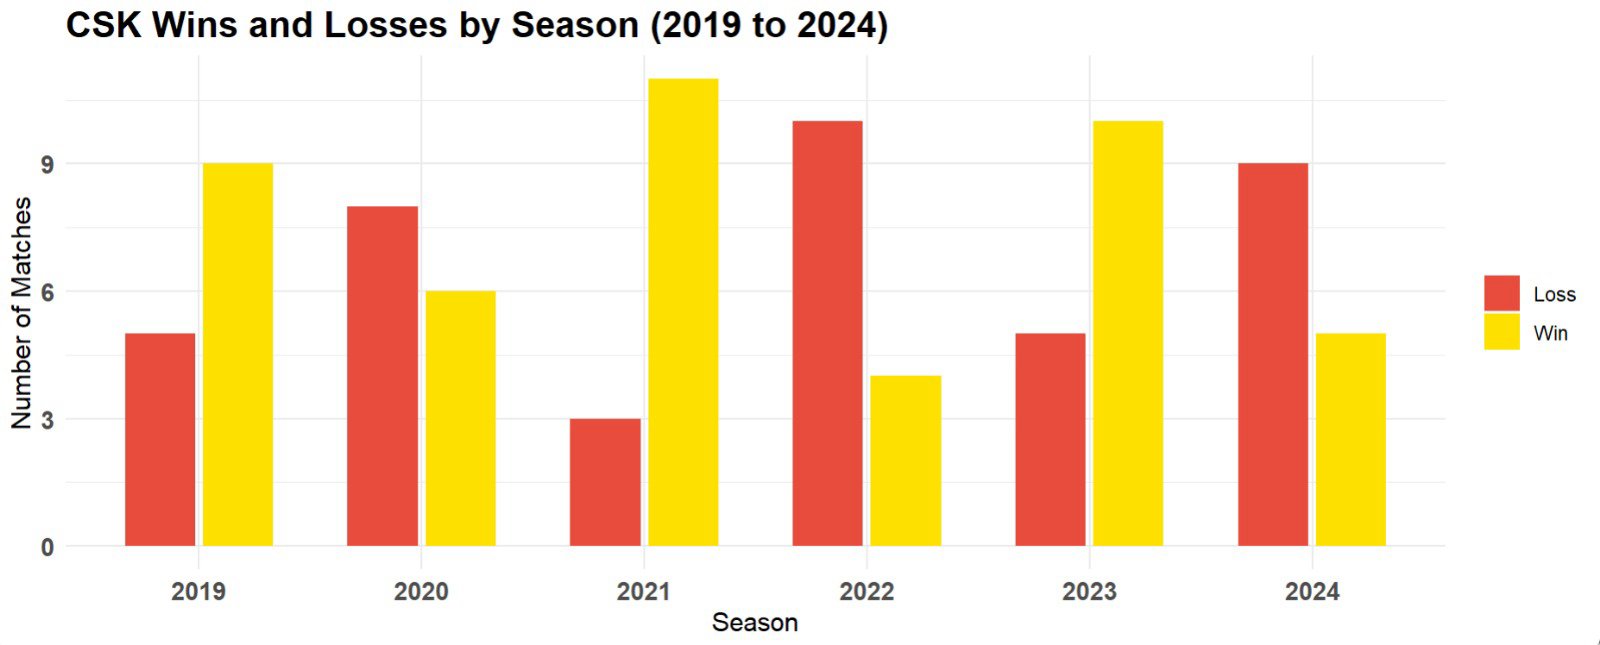 CSK Wins and Losses by Season (2019 to 2024)
Number of Matches
9
6
3
0
2019 2020 2021 2022 2023 2024
Season
Loss
Win